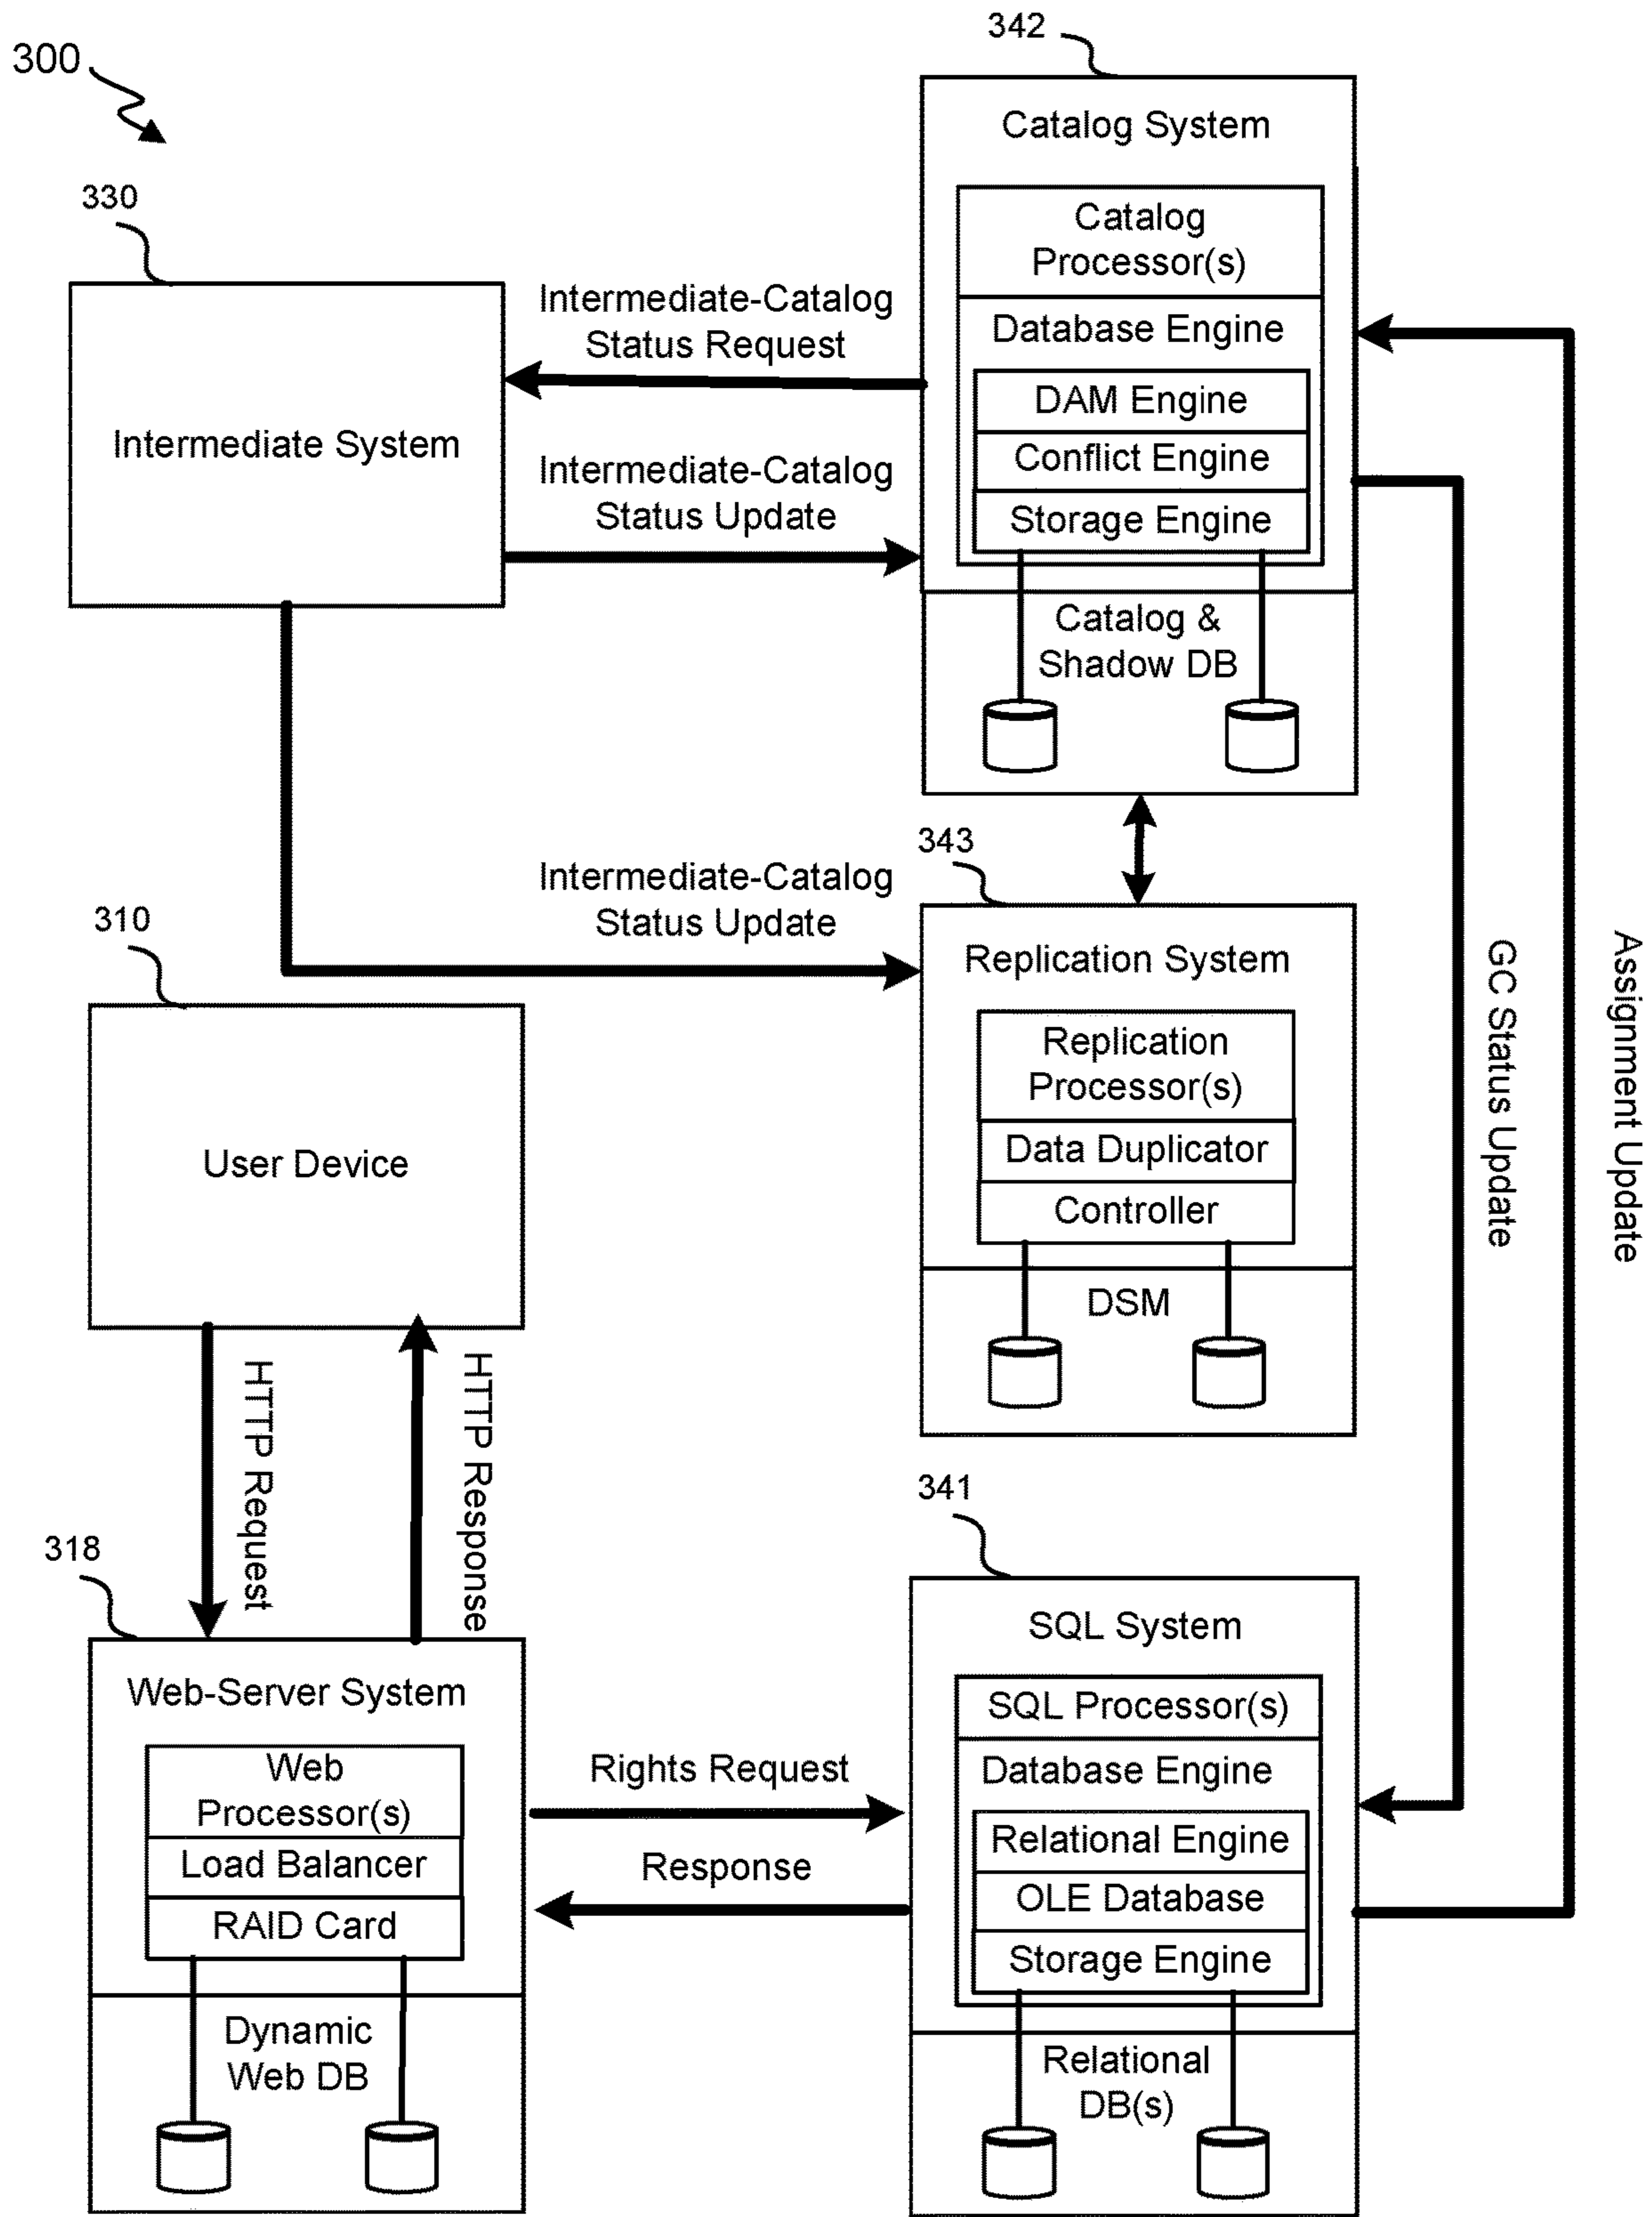 342
300
Catalog System
330
Catalog
Processor(s)
Intermediate-Catalog
Status Request
Database Engine
DAM Engine
Intermediate System
Conflict Engine
Intermediate-Catalog
Status Update
Storage Engine
Catalog &
Shadow DB
343
Intermediate-Catalog
Status Update
310
Replication System
GC Status Update
Assignment Update
Replication
Processor(s)
User Device
Data Duplicator
Controller
DSM
HTTP Request
HTTP Response
341
318
SQL System
Web-Server System
SQL Processor(s)
Web
Processor(s)
Rights Request
Database Engine
Relational Engine
Load Balancer
Response
OLE Database
RAID Card
Storage Engine
Dynamic
Web DB
Relational
DB(s)